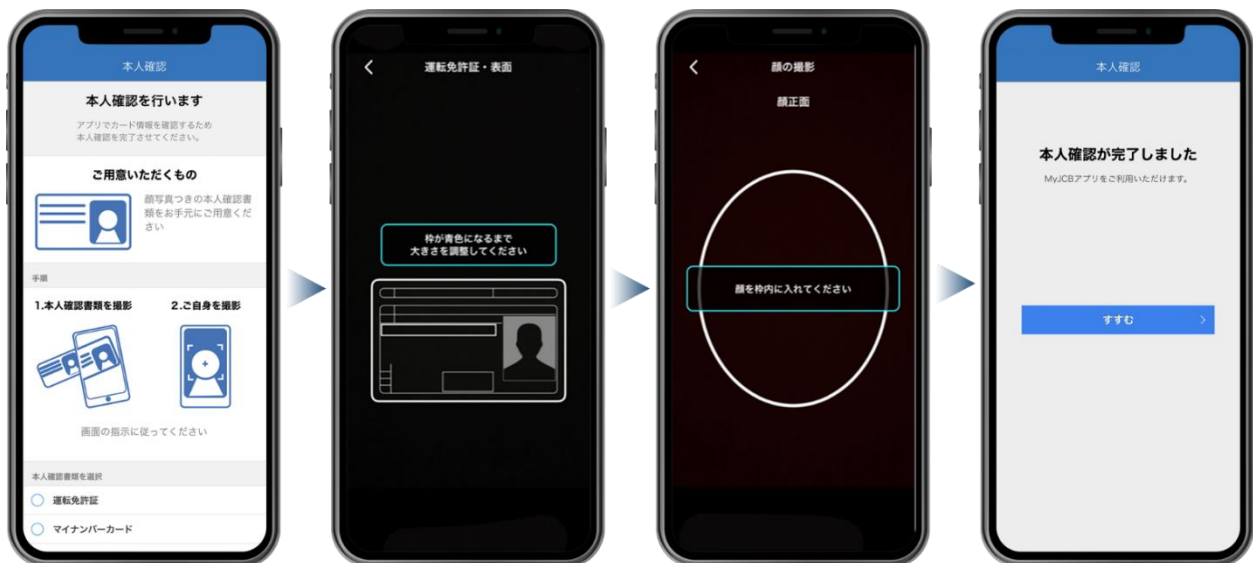 本人確認
本人確認を行います
アプリでカード情報を確認するため
本人確認を完了させてください。
ご用意いただくもの
顔写真つきの本人確認書
類をお手元にご用意くだ
さい
手順
1.本人確認書類を撮影
2.ご自身を撮影
画面の指示に従ってください
本人確認書類を選択
運転免許証
マイナンバーカード
運転免許証・表面
枠が青色になるまで
大きさを調整してください
顔の撮影
顔正面
顔を枠内に入れてください
本人確認
本人確認が完了しました
MyJCBアプリをご利用いただけます。
すすむ